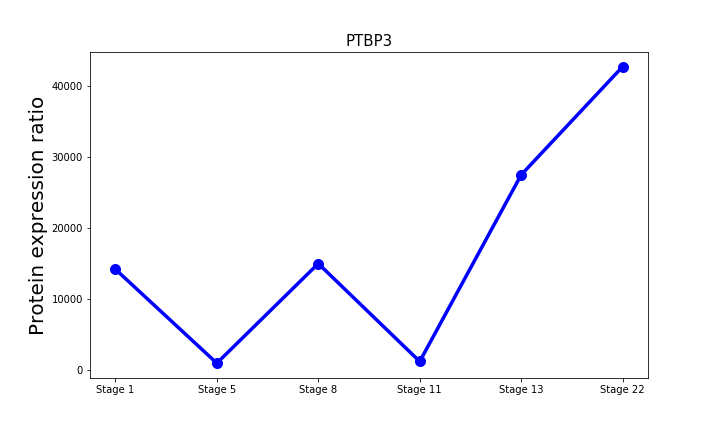 PTBP3
Protein expression ratio
40000
30000
20000
10000
0
Stage 1 Stage 5 Stage 8 Stage 11 Stage 13 Stage 22